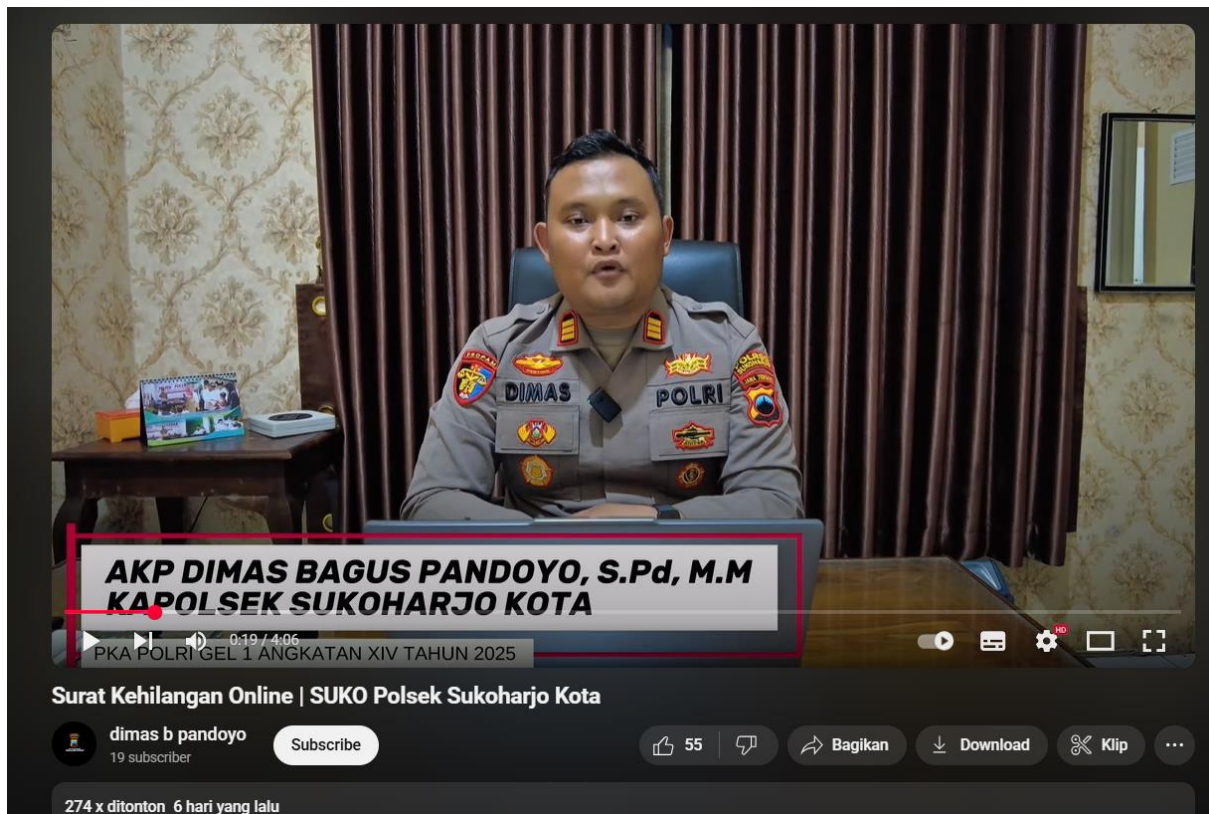 PROPAM
DIMAS
POLRI
AKP DIMAS BAGUS PANDOYO, S.Pd, M.M
KAPOLSEK SUKOHARJO KOTA
0:19 / 4:06
HD
PKA POLRI GEL 1 ANGKATAN XIV TAHUN 2025
Surat Kehilangan Online | SUKO Polsek Sukoharjo Kota
dimas b pandoyo
19 subscriber
Subscribe
55
Bagikan
Download
Klip
274 x ditonton 6 hari yang lalu